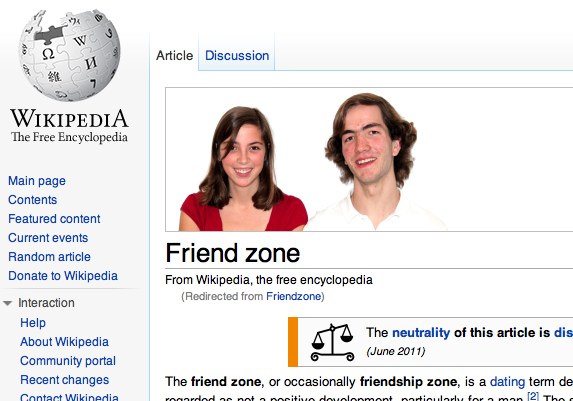 WIKIPEDIA
The Free Encyclopedia
Main page
Contents
Featured content
Current events
Random article
Donate to Wikipedia
Interaction
Help
About Wikipedia
Community portal
Recent changes
Contact Wikipedia
Article Discussion
Friend zone
From Wikipedia, the free encyclopedia
(Redirected from Friendzone)
The neutrality of this article is dis
(June 2011)
The friend zone, or occasionally friendship zone, is a dating term de
regarded as not a positive development, particularly for a man.[2] The s